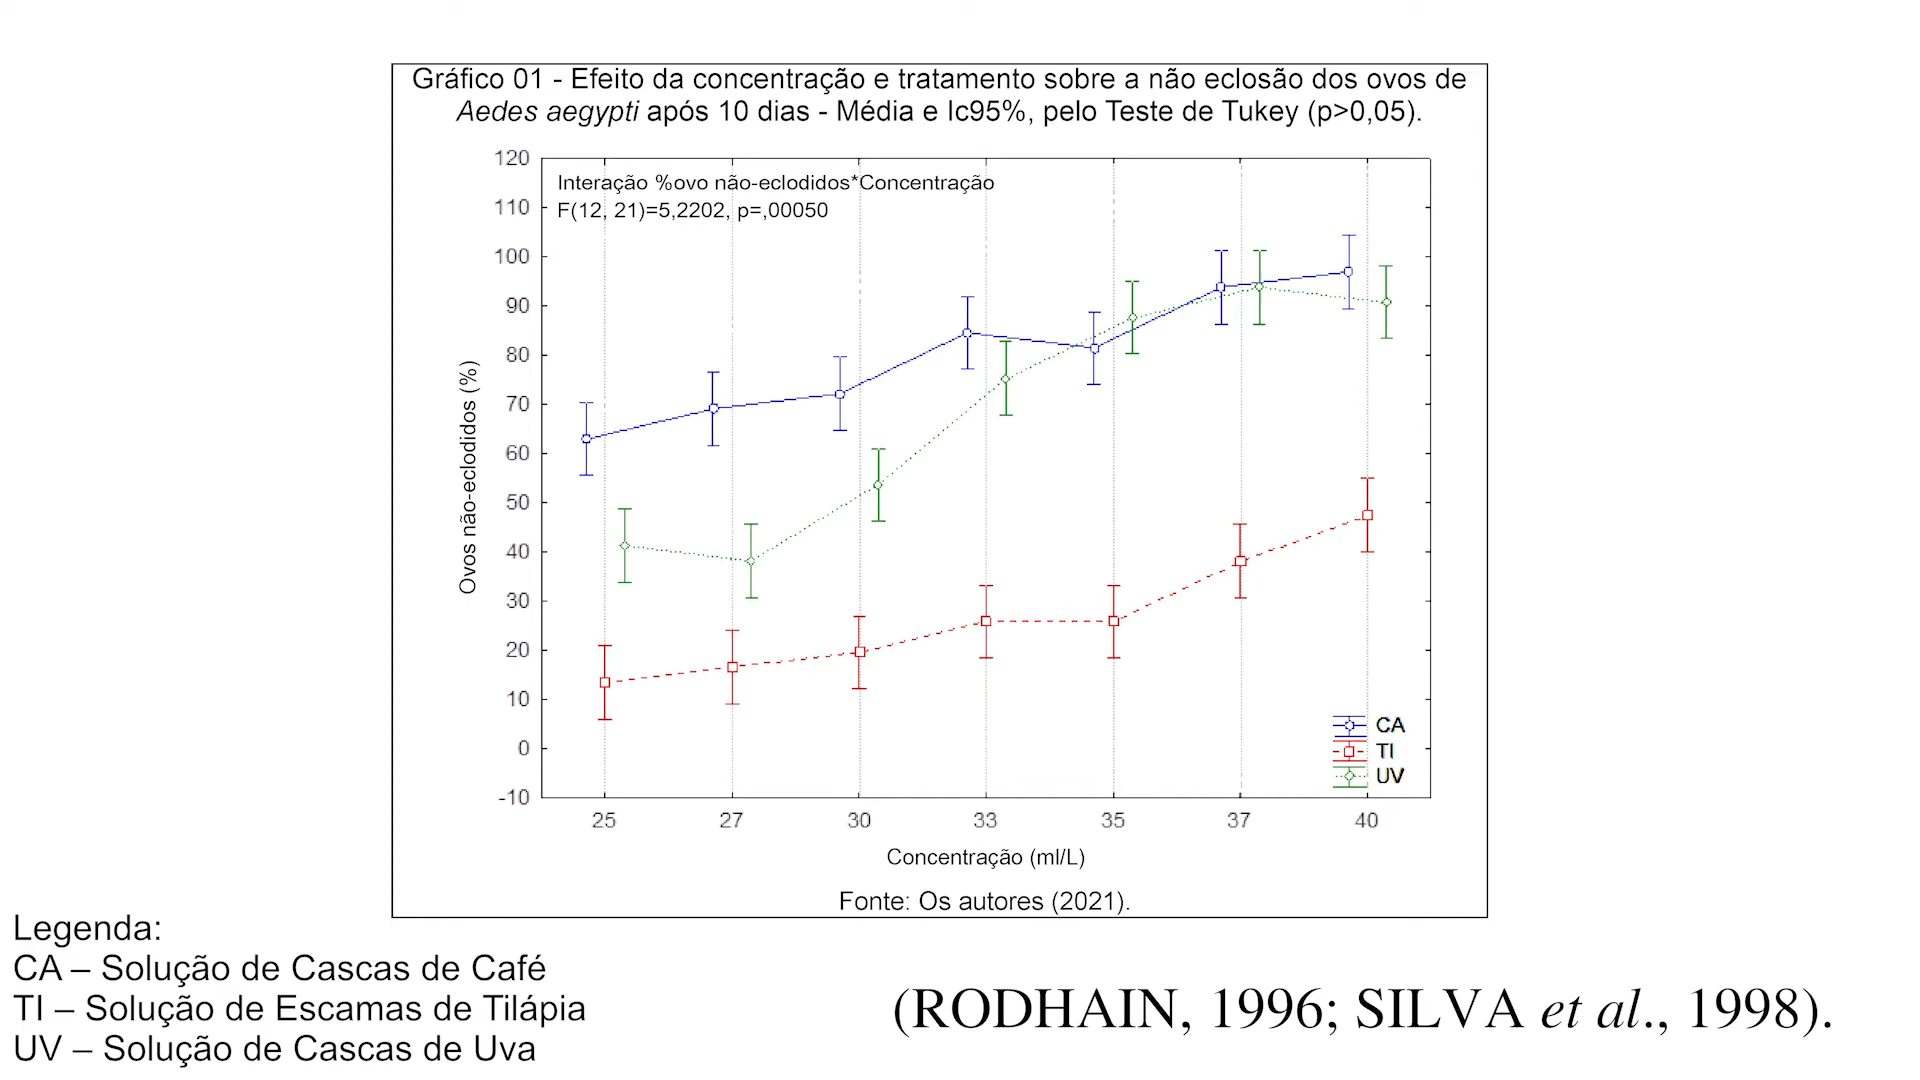 Gráfico 01 - Efeito da concentração e tratamento sobre a não eclosão dos ovos de
Aedes aegypti após 10 dias - Média e Ic95%, pelo Teste de Tukey (p>0,05).
Interação %ovo não-eclodidos*Concentração
F(12, 21)=5,2202, p=,00050
Ovos não-eclodidos (%)
120
110
100
90
80
70
60
50
40
30
20
10
0
-10
CA
TI
UV
25 27 30 33 35 37 40
Concentração (ml/L)
Fonte: Os autores (2021).
Legenda:
CA – Solução de Cascas de Café
TI – Solução de Escamas de Tilápia
UV – Solução de Cascas de Uva
(RODHAIN, 1996; SILVA et al., 1998).